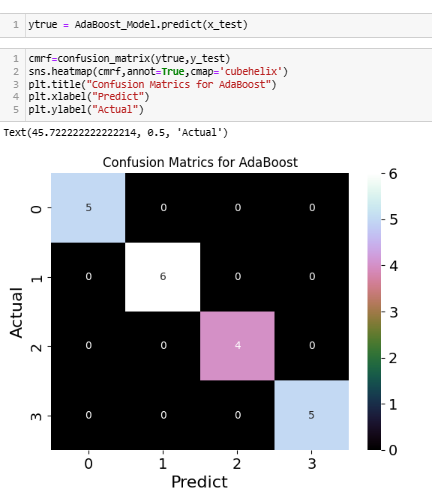 1 ytrue = AdaBoost_Model.predict(x_test)
1 cmrf=confusion_matrix(ytrue,y_test)
2 sns.heatmap(cmrf,annot=True,cmap='cubehelix')
3 plt.title("Confusion Matrics for AdaBoost")
4 plt.xlabel("Predict")
5 plt.ylabel("Actual")
Text(45.722222222222214, 0.5, 'Actual')
Confusion Matrics for AdaBoost
Actual
0 5 0 0 0
1 0 6 0 0
2 0 0 4 0
3 0 0 0 5
0 1 2 3
Predict
6
5
4
3
2
1
0